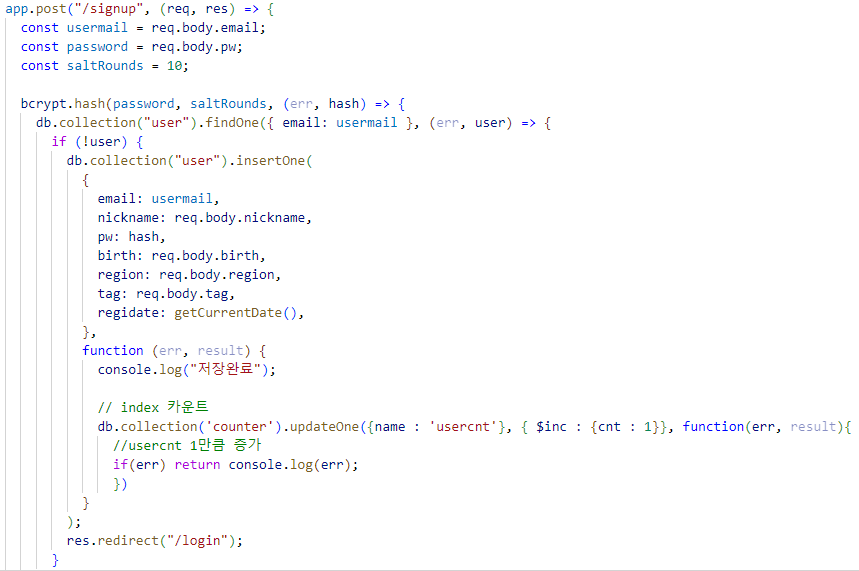 app.post("/signup", (req, res) => {
const usermail = req.body.email;
const password = req.body.pw;
const saltRounds = 10;
bcrypt.hash(password, saltRounds, (err, hash) => {
db.collection("user").findOne({ email: usermail }, (err, user) => {
if (!user) {
db.collection("user").insertOne(
{
email: usermail,
nickname: req.body.nickname,
pw: hash,
birth: req.body.birth,
region: req.body.region,
tag: req.body.tag,
regidate: getCurrentDate(),
},
function (err, result) {
console.log("저장완료");
// index 카운트
db.collection('counter').updateOne({name : 'usercnt'}, { $inc : {cnt : 1}}, function(err, result){
//usercnt 1만큼 증가
if(err) return console.log(err);
})
}
);
res.redirect("/login");
}